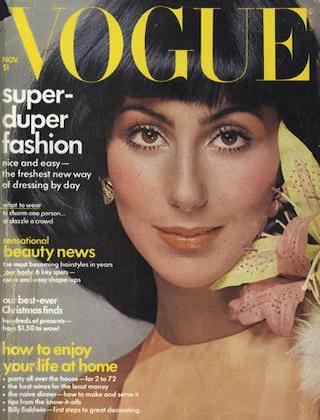 VOGUE
NOV.
$1
super-
duper
fashion
nice and easy—
the freshest new way
of dressing by day
what to wear
to charm one person...
to dazzle a crowd
sensational
beauty news
the most becoming hairstyles in years
your body: 6 key spots—
quick and easy shape-ups
our best-ever
Christmas finds
hundreds of presents—
from $1.50 to wow!
how to enjoy
your life at home
• party all over the house—for 2 to 72
• the best wines for the least money
• the naive dinner—how to make and serve it
• tips from the know-it-alls
• Billy Baldwin—first steps to great decorating